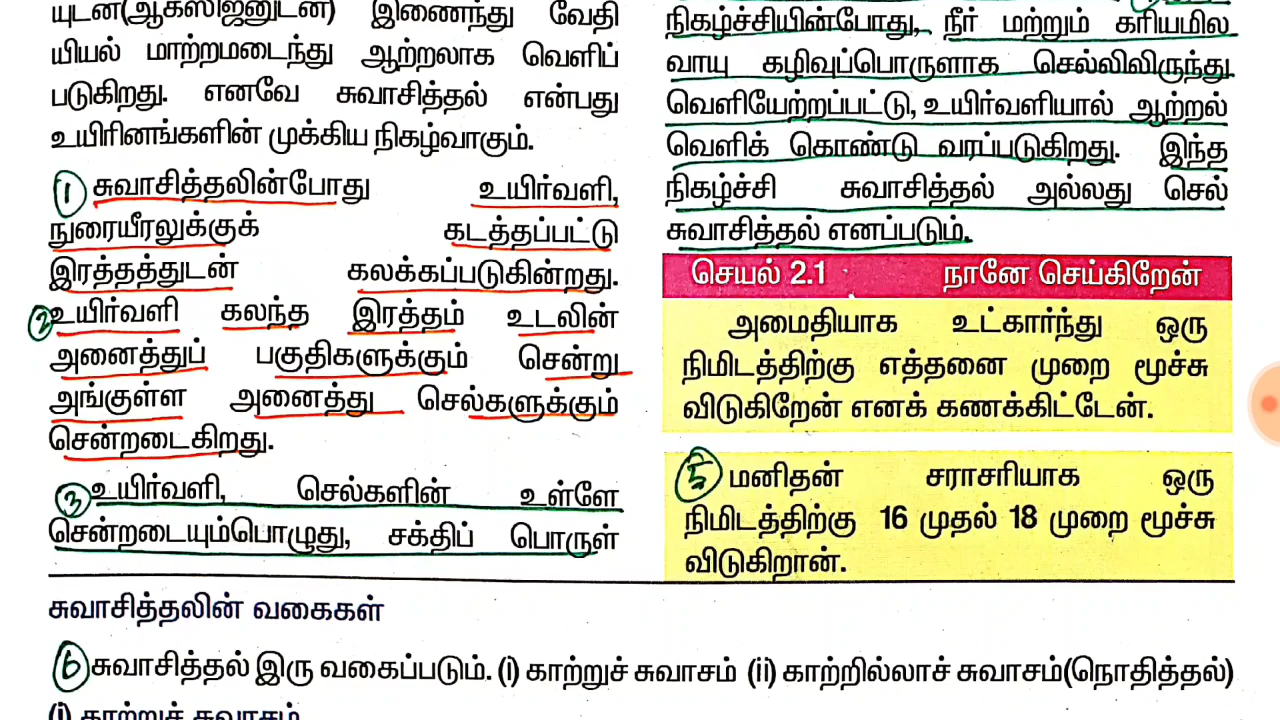 யுடன்(ஆக்ஸிஜனுடன்) இணைந்து வேதி
யியல் மாற்றமடைந்து ஆற்றலாக வெளிப்
படுகிறது. எனவே சுவாசித்தல் என்பது
உயிரினங்களின் முக்கிய நிகழ்வாகும்.
1 சுவாசித்தலின்போது உயிர்வளி,
நுரையீரலுக்குக் கடத்தப்பட்டு
இரத்தத்துடன் கலக்கப்படுகின்றது.
2 உயிர்வளி கலந்த இரத்தம் உடலின்
அனைத்துப் பகுதிகளுக்கும் சென்று
அங்குள்ள அனைத்து செல்களுக்கும்
சென்றடைகிறது.
3 உயிர்வளி, செல்களின் உள்ளே
சென்றடையும்பொழுது, சக்திப் பொருள்
நிகழ்ச்சியின்போது, நீர் மற்றும் கரியமில
வாயு கழிவுப்பொருளாக செல்லிலிருந்து
வெளியேற்றப்பட்டு, உயிர்வளியால் ஆற்றல்
வெளிக் கொண்டு வரப்படுகிறது. இந்த
நிகழ்ச்சி சுவாசித்தல் அல்லது செல்
சுவாசித்தல் எனப்படும்.
செயல் 2.1 நானே செய்கிறேன்
அமைதியாக உட்கார்ந்து ஒரு
நிமிடத்திற்கு எத்தனை முறை மூச்சு
விடுகிறேன் எனக் கணக்கிட்டேன்.
5 மனிதன் சராசரியாக ஒரு
நிமிடத்திற்கு 16 முதல் 18 முறை மூச்சு
விடுகிறான்.
சுவாசித்தலின் வகைகள்
6 சுவாசித்தல் இரு வகைப்படும். (i) காற்றுச் சுவாசம் (ii) காற்றில்லாச் சுவாசம்(நொதித்தல்)
(i) காற்றுச் சுவாசம்